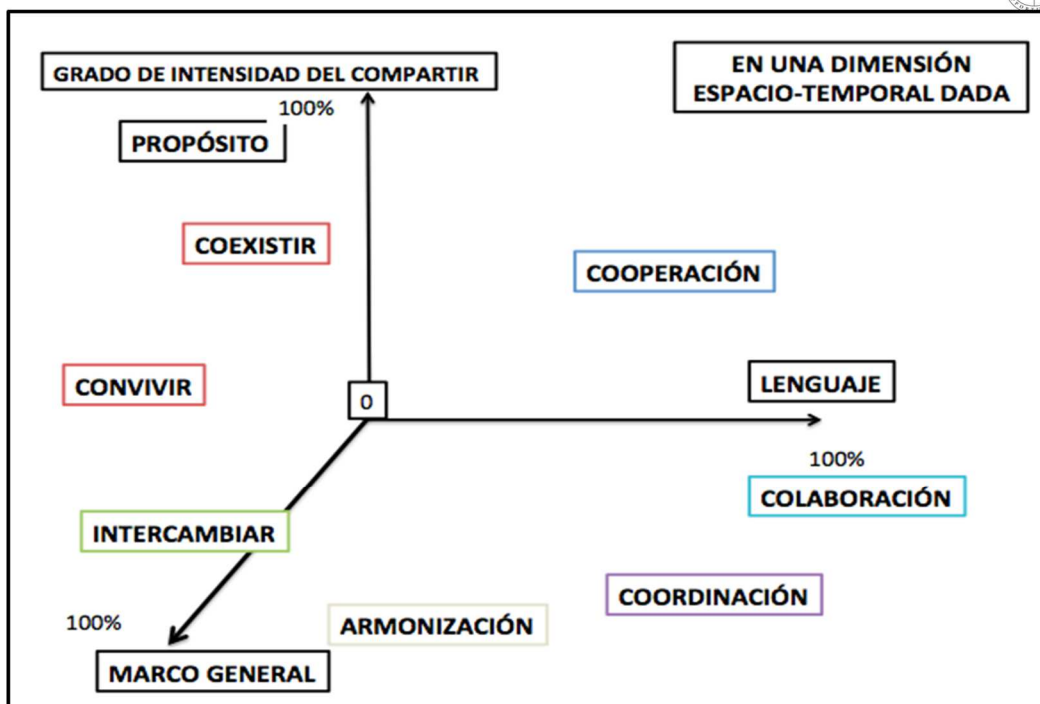 GRADO DE INTENSIDAD DEL COMPARTIR
EN UNA DIMENSIÓN
ESPACIO-TEMPORAL DADA
100%
PROPÓSITO
COEXISTIR
COOPERACIÓN
CONVIVIR
LENGUAJE
0
100%
COLABORACIÓN
INTERCAMBIAR
COORDINACIÓN
100%
ARMONIZACIÓN
MARCO GENERAL